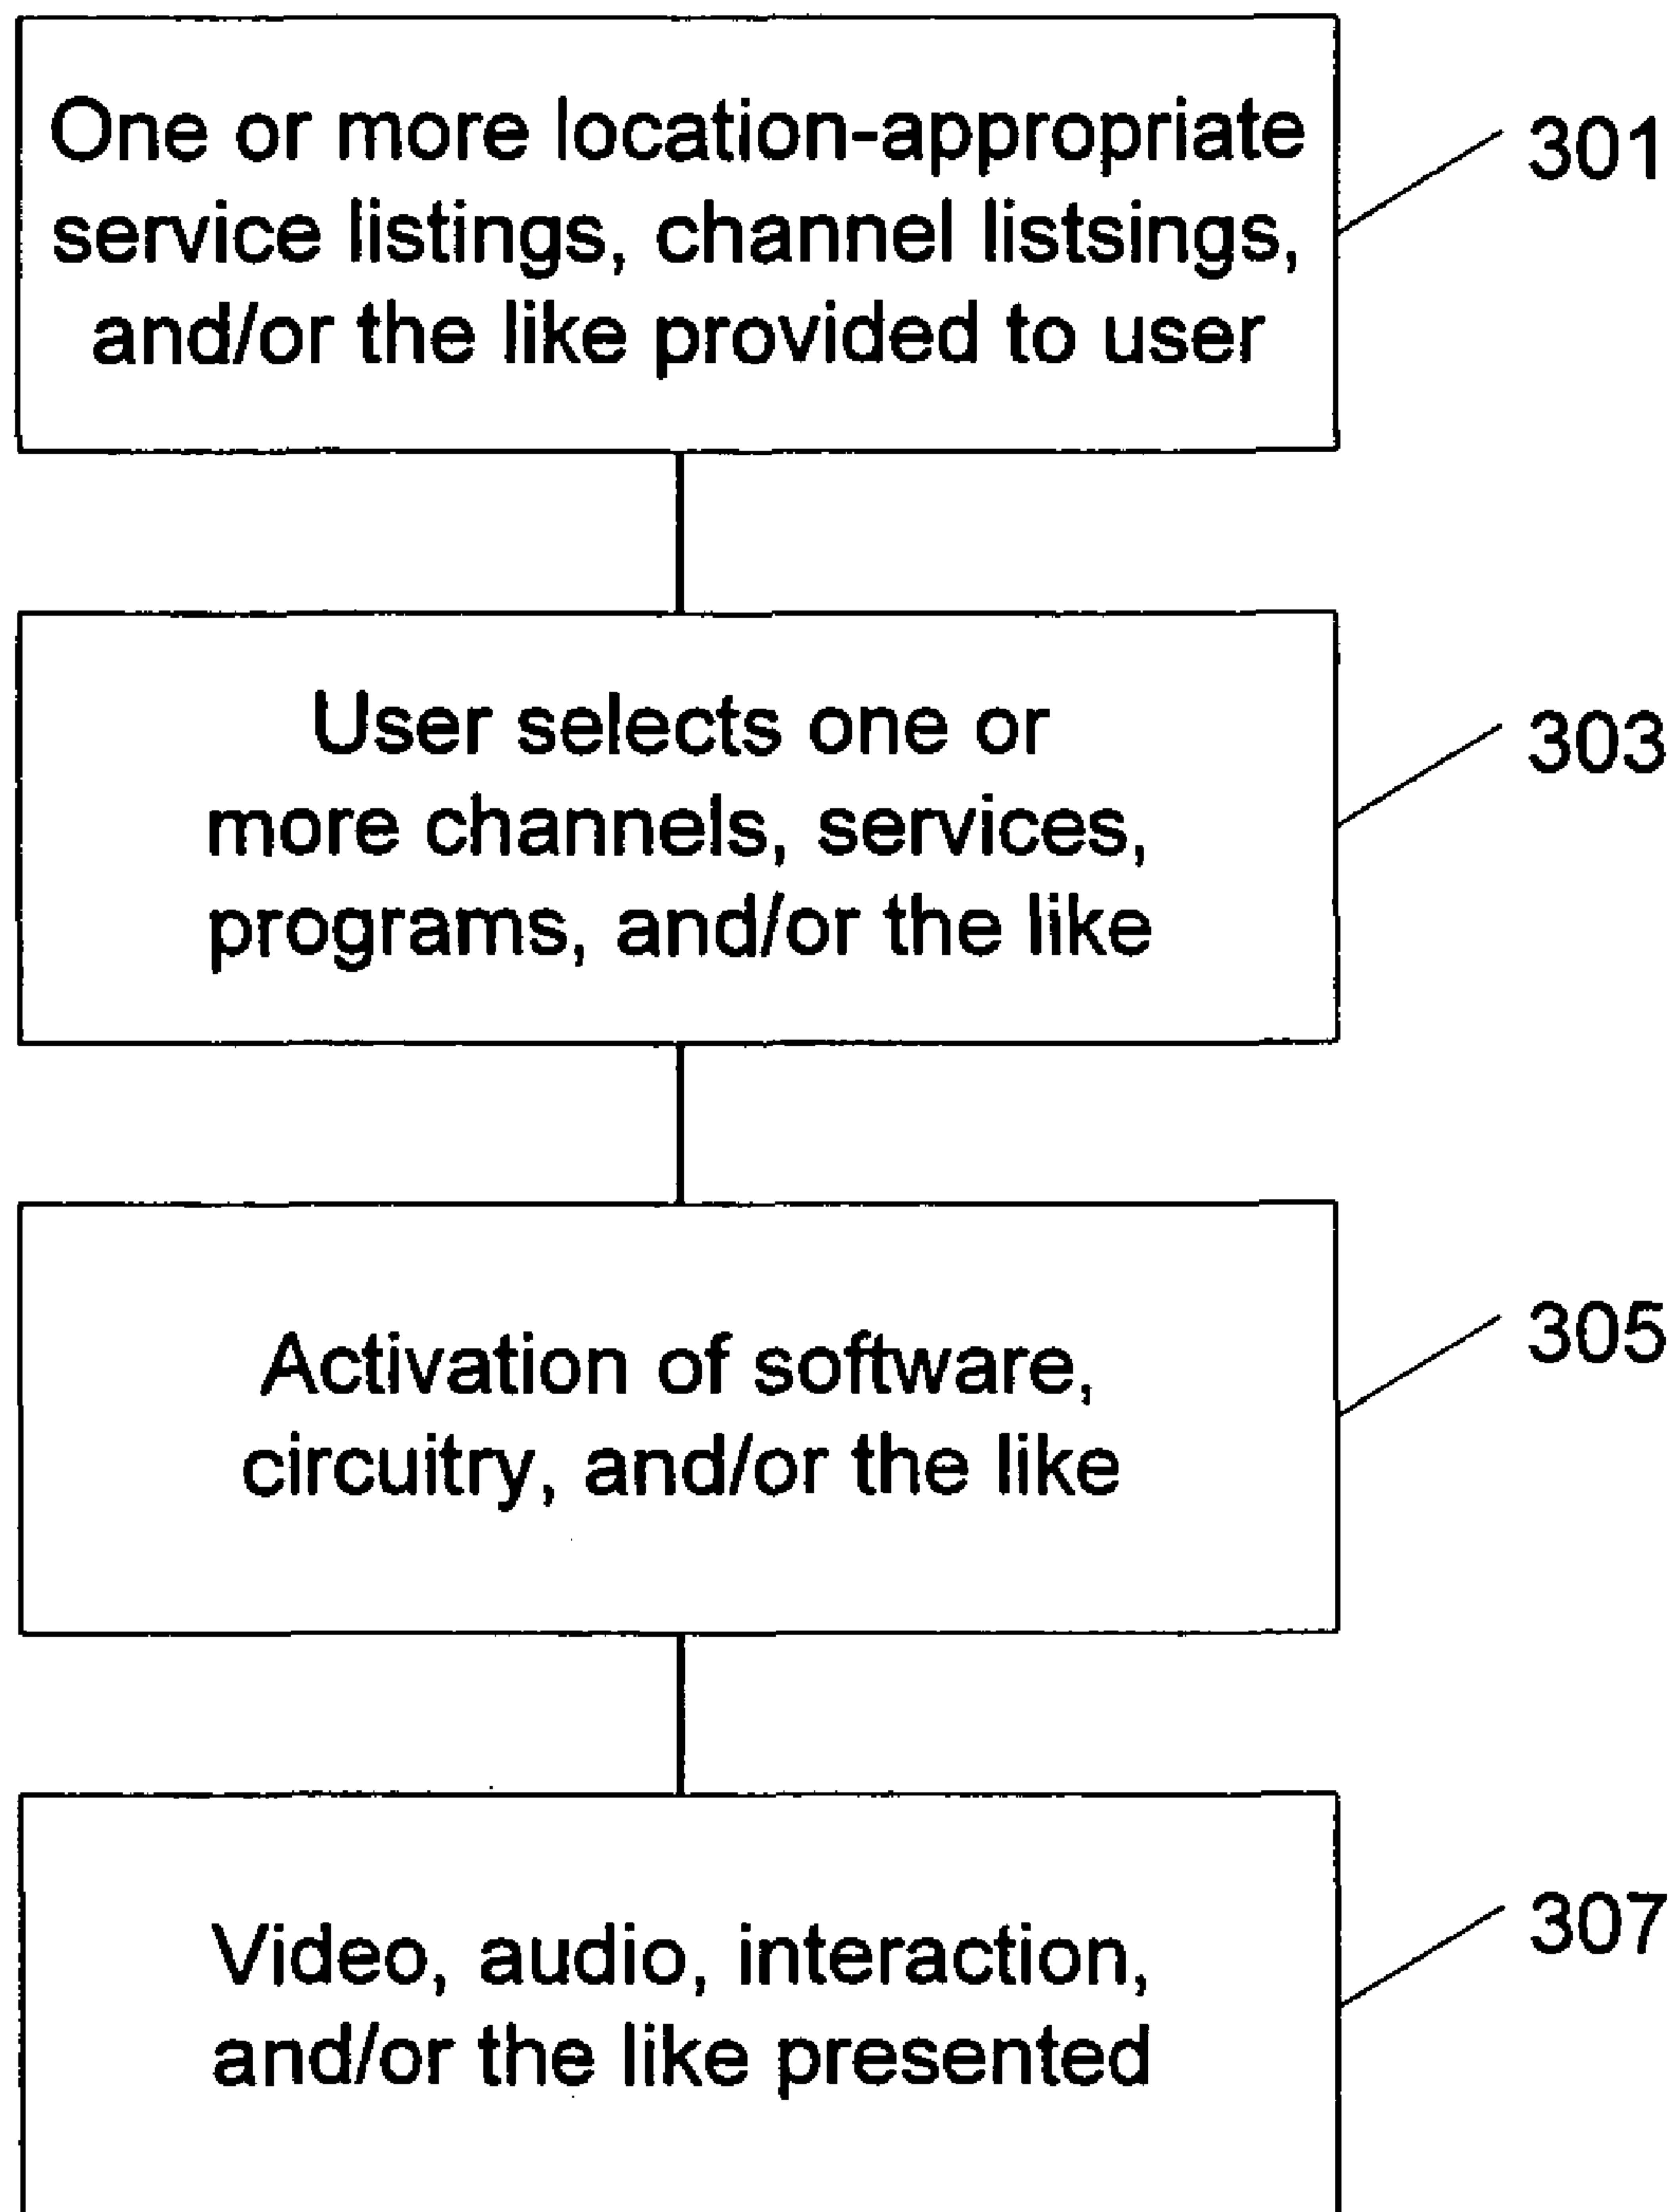 One or more location-appropriate
service listings, channel listsings,
and/or the like provided to user
301
User selects one or
more channels, services,
programs, and/or the like
303
Activation of software,
circuitry, and/or the like
305
Video, audio, interaction,
and/or the like presented
307